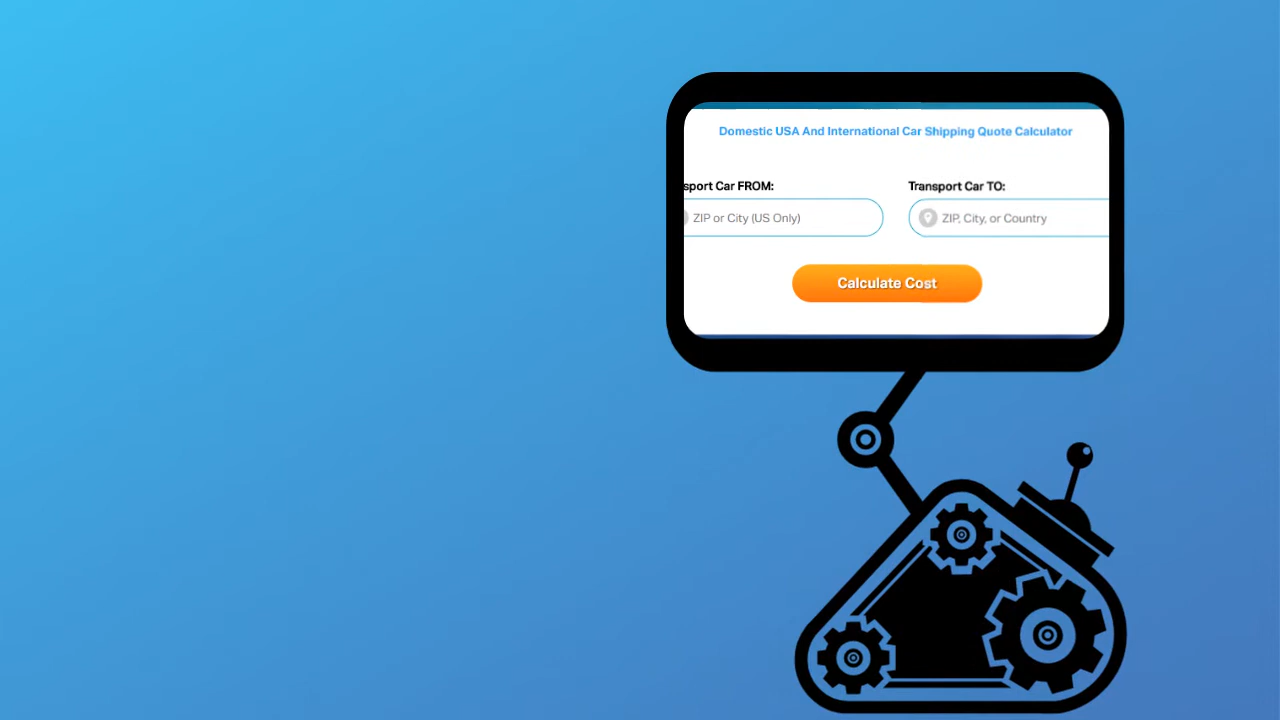 Domestic USA And International Car Shipping Quote Calculator
sport Car FROM:
Transport Car TO:
ZIP or City (US Only)
ZIP, City, or Country
Calculate Cost